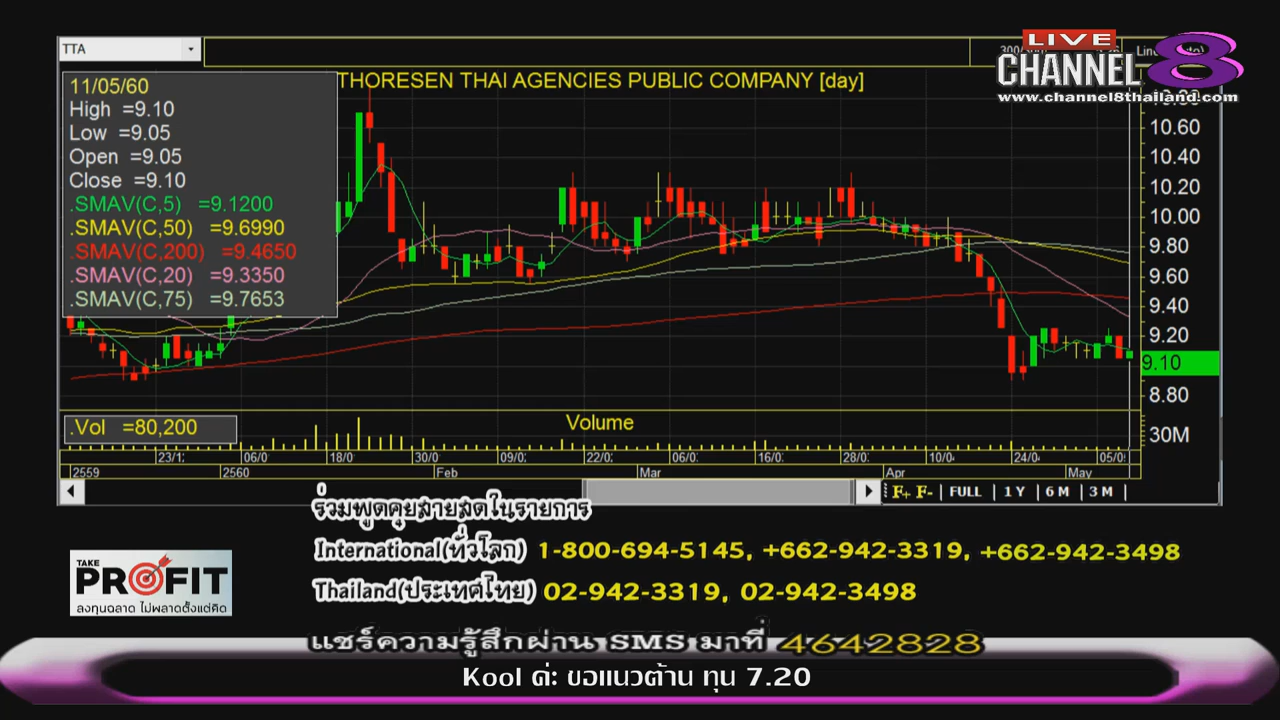 TTA
LIVE
CHANNEL 8
www.channel8thailand.com
THORESEN THAI AGENCIES PUBLIC COMPANY [day]
11/05/60
High =9.10
Low =9.05
Open =9.05
Close =9.10
.SMAV(C,5) =9.1200
.SMAV(C,50) =9.6990
.SMAV(C,200) =9.4650
.SMAV(C,20) =9.3350
.SMAV(C,75) =9.7653
10.60
10.40
10.20
10.00
9.80
9.60
9.40
9.20
9.10
8.80
.Vol =80,200
Volume
30M
23/1 06/0 18/0 30/0 09/0 22/0 06/0 16/0 28/0 10/0 24/0 05/0
2559 2560 Feb Mar Apr May
F+ F- FULL 1 Y 6 M 3 M
ร่วมพูดคุยสายสดในรายการ
International(ทั่วโลก) 1-800-694-5145, +662-942-3319, +662-942-3498
Thailand(ประเทศไทย) 02-942-3319, 02-942-3498
TAKE
PROFIT
ลงทุนฉลาด ไม่พลาดตั้งแต่คิด
แชร์ความรู้สึกผ่าน SMS มาที่ 4642828
Kool ค่ะ ขอแนวต้าน ทุน 7.20